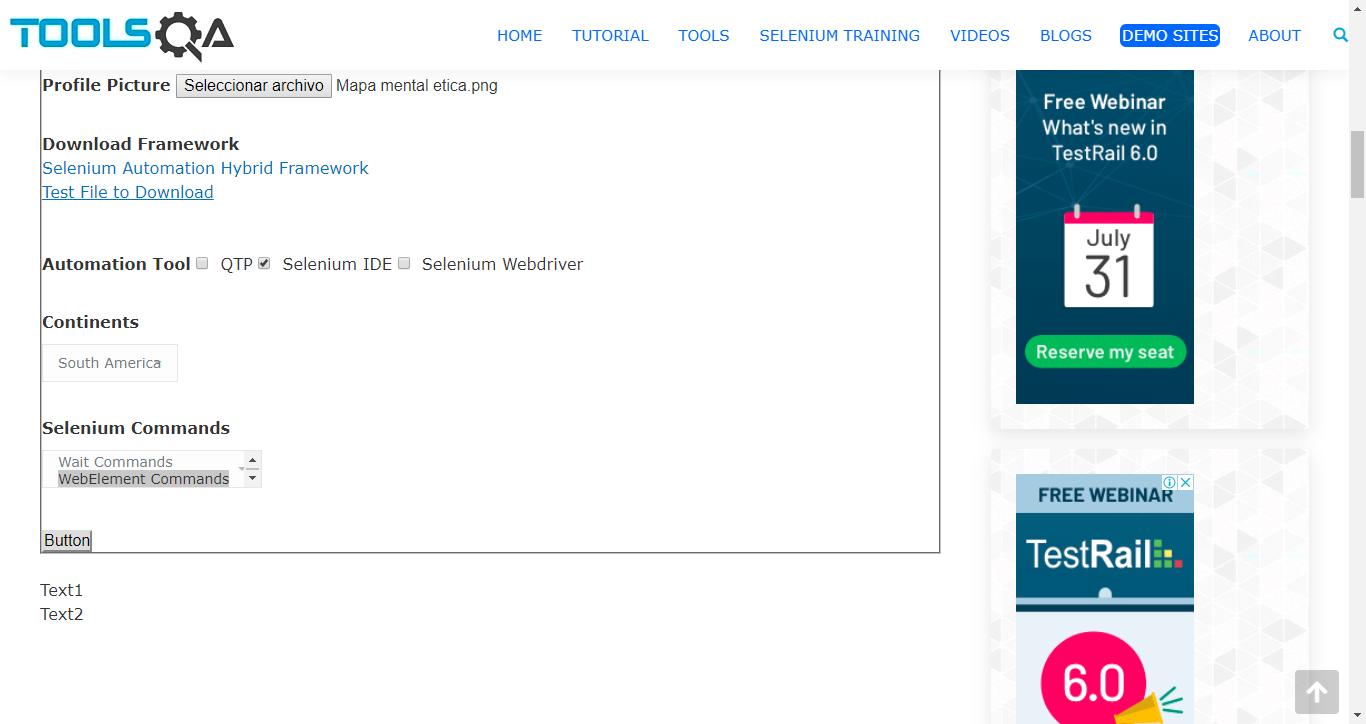 TOOLSQA
HOME TUTORIAL TOOLS SELENIUM TRAINING VIDEOS BLOGS DEMO SITES ABOUT
Profile Picture Seleccionar archivo Mapa mental etica.png
Download Framework
Selenium Automation Hybrid Framework
Test File to Download
Automation Tool QTP Selenium IDE Selenium Webdriver
Continents
South America
Selenium Commands
Wait Commands
WebElement Commands
Button
Text1
Text2
Free Webinar
What's new in
TestRail 6.0
July
31
Reserve my seat
FREE WEBINAR
TestRail
6.0